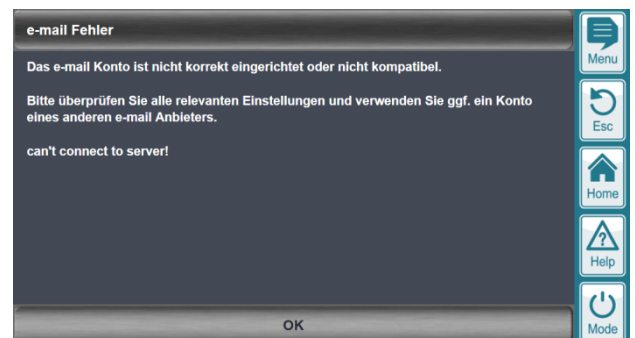 e-mail Fehler
Das e-mail Konto ist nicht korrekt eingerichtet oder nicht kompatibel.
Bitte überprüfen Sie alle relevanten Einstellungen und verwenden Sie ggf. ein Konto
eines anderen e-mail Anbieters.
can't connect to server!
OK
Menu
Esc
Home
?
Help
Mode